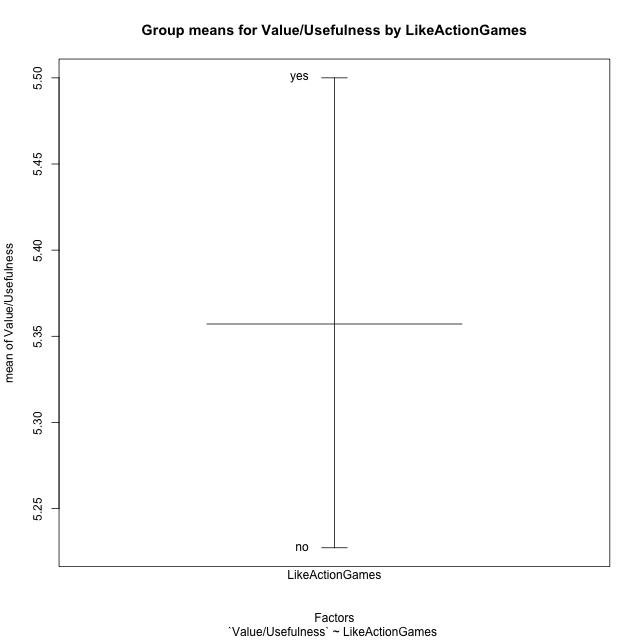 Group means for Value/Usefulness by LikeActionGames
mean of Value/Usefulness
5.50
5.45
5.40
5.35
5.30
5.25
yes
no
LikeActionGames
Factors
`Value/Usefulness` ~ LikeActionGames